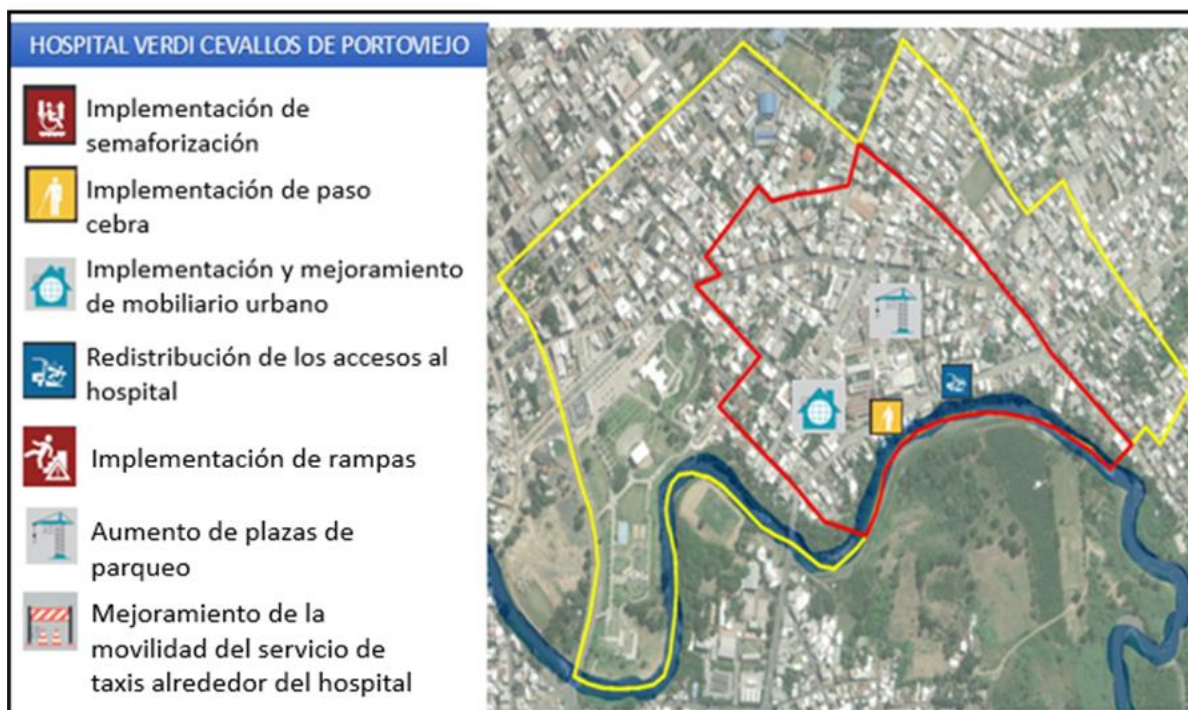 HOSPITAL VERDI CEVALLOS DE PORTOVIEJO
Implementación de
semaforización
Implementación de paso
cebra
Implementación y mejoramiento
de mobiliario urbano
Redistribución de los accesos al
hospital
Implementación de rampas
Aumento de plazas de
parqueo
Mejoramiento de la
movilidad del servicio de
taxis alrededor del hospital